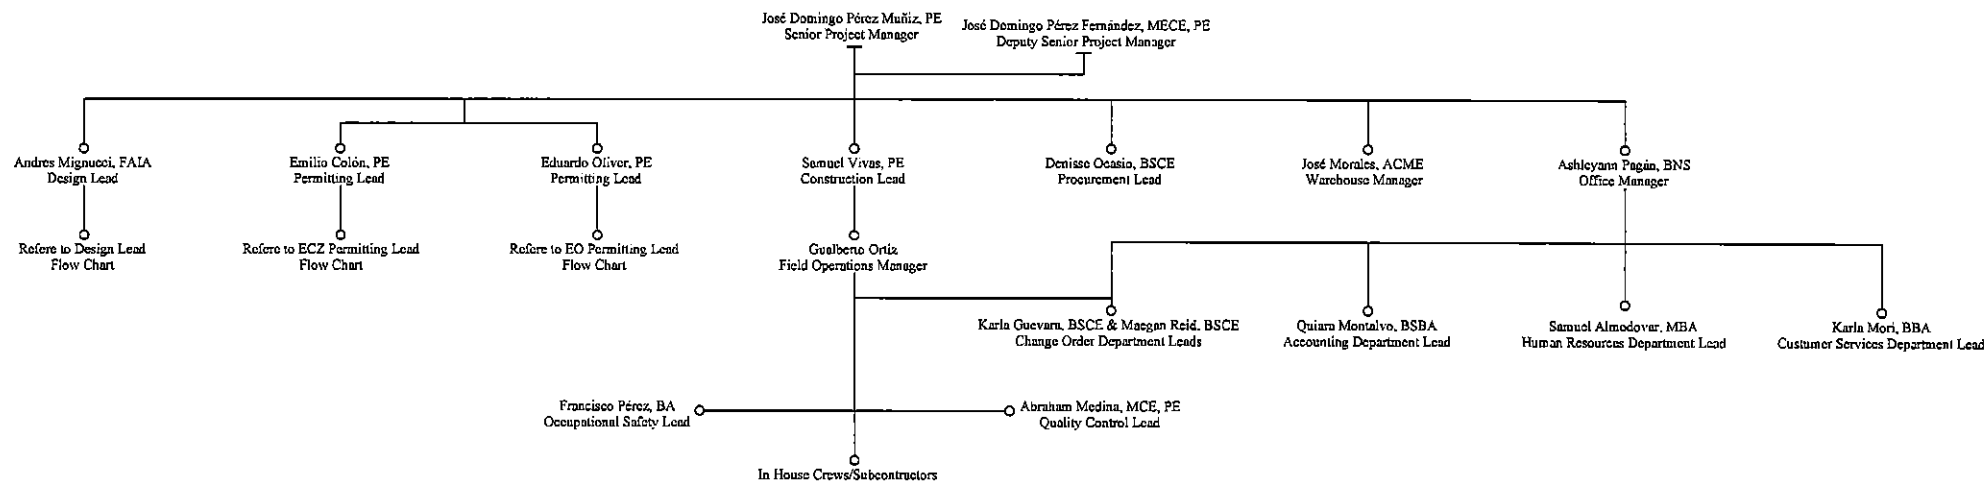 José Domingo Pérez Muñiz, PE
Senior Project Manager
José Domingo Pérez Fernández, MECE, PE
Deputy Senior Project Manager
Andres Mignucci, FAIA
Design Lead
Emilio Colón, PE
Permitting Lead
Eduardo Oliver, PE
Permitting Lead
Samuel Vivas, PE
Construction Lead
Denisse Ocasio, BSCE
Procurement Lead
José Morales, ACME
Warehouse Manager
Ashleyann Pagán, BNS
Office Manager
Refere to Design Lead
Flow Chart
Refere to ECZ Permitting Lead
Flow Chart
Refere to EO Permitting Lead
Flow Chart
Gualberto Ortiz
Field Operations Manager
Karla Guevara, BSCE & Maegan Reid, BSCE
Change Order Department Leads
Quiara Montalvo, BSBA
Accounting Department Lead
Samuel Almodovar, MBA
Human Resources Department Lead
Karla Mori, BBA
Custumer Services Department Lead
Francisco Pérez, BA
Occupational Safety Lead
Abraham Medina, MCE, PE
Quality Control Lead
In House Crews/Subcontractors